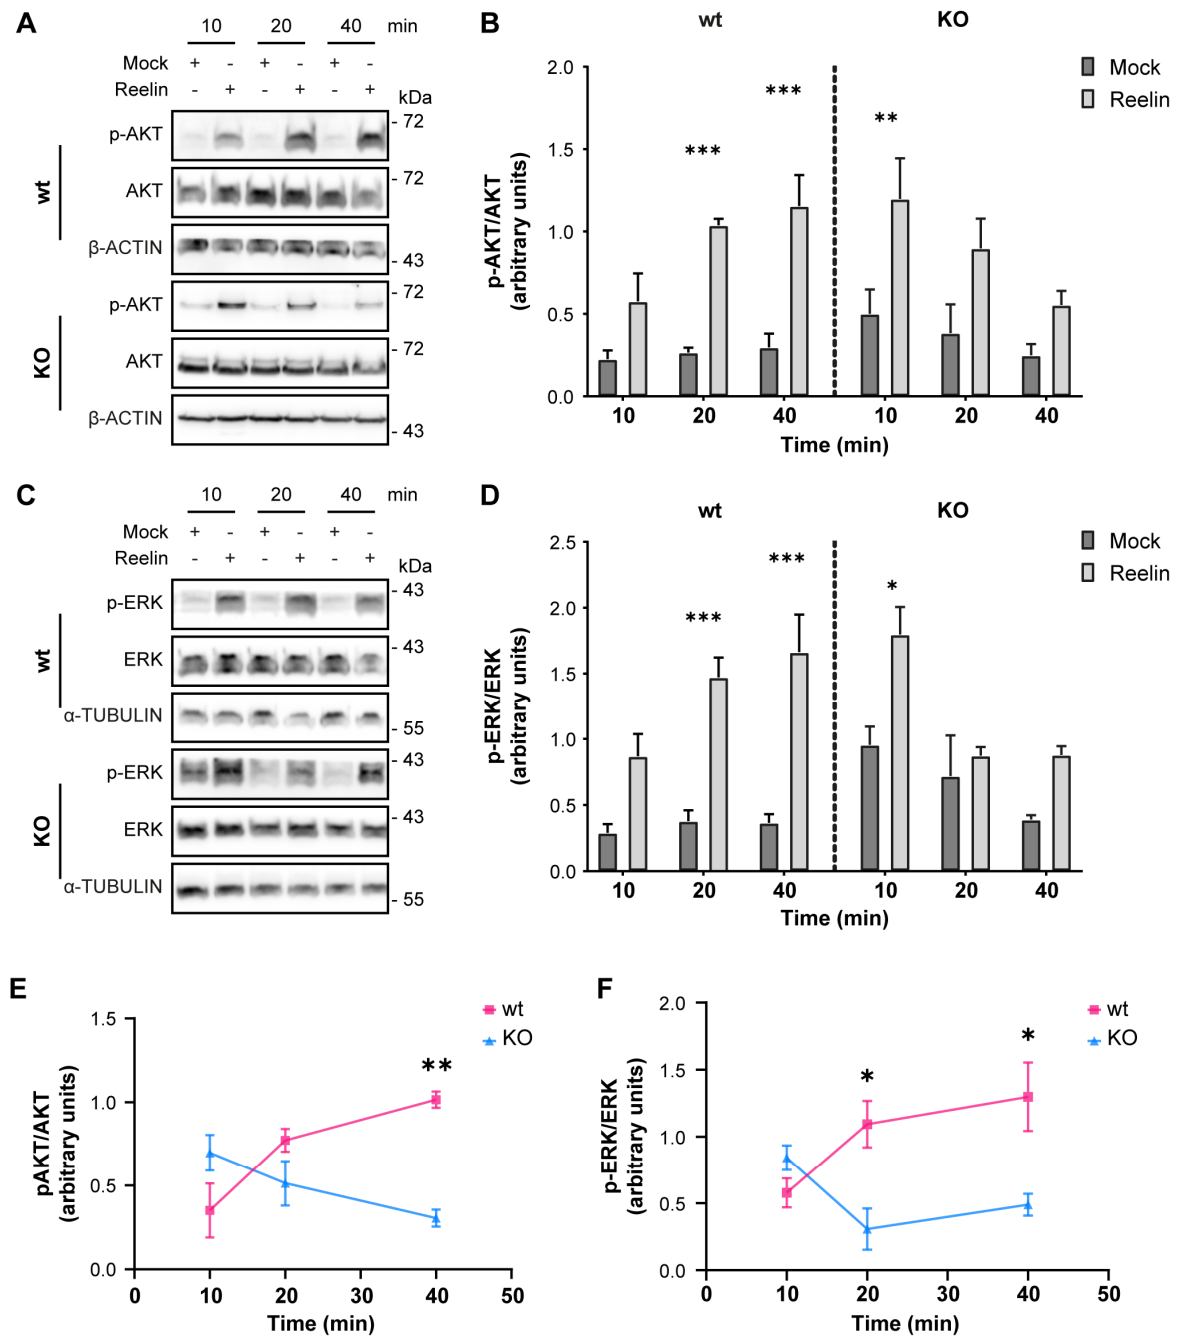 A
10 20 40 min
Mock + - + - + -
Reelin - + - + - +
kDa
wt
p-AKT - 72
AKT - 72
β-ACTIN - 43
KO
p-AKT - 72
AKT - 72
β-ACTIN - 43
B
wt KO
Mock
Reelin
p-AKT/AKT
(arbitrary units)
2.0
1.5
1.0
0.5
0.0
*** *** **
10 20 40 10 20 40
Time (min)
C
10 20 40 min
Mock + - + - + -
Reelin - + - + - +
kDa
wt
p-ERK - 43
ERK - 43
α-TUBULIN - 55
KO
p-ERK - 43
ERK - 43
α-TUBULIN - 55
D
wt KO
Mock
Reelin
p-ERK/ERK
(arbitrary units)
2.5
2.0
1.5
1.0
0.5
0.0
*** *** *
10 20 40 10 20 40
Time (min)
E
wt
KO
pAKT/AKT
(arbitrary units)
1.5
1.0
0.5
0.0
**
0 10 20 30 40 50
Time (min)
F
wt
KO
p-ERK/ERK
(arbitrary units)
2.0
1.5
1.0
0.5
0.0
* *
0 10 20 30 40 50
Time (min)